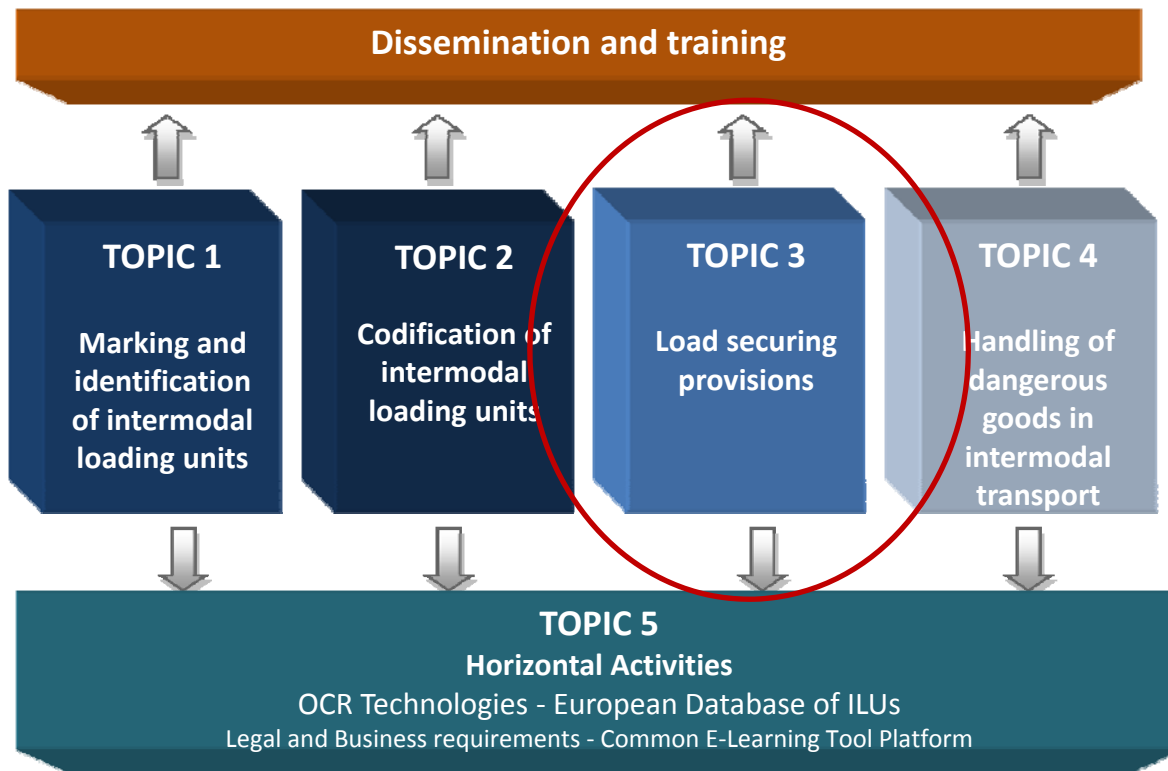 Dissemination and training
TOPIC 1
Marking and
identification
of intermodal
loading units
TOPIC 2
Codification of
intermodal
loading units
TOPIC 3
Load securing
provisions
TOPIC 4
Handling of
dangerous
goods in
intermodal
transport
TOPIC 5
Horizontal Activities
OCR Technologies - European Database of ILUs
Legal and Business requirements - Common E-Learning Tool Platform